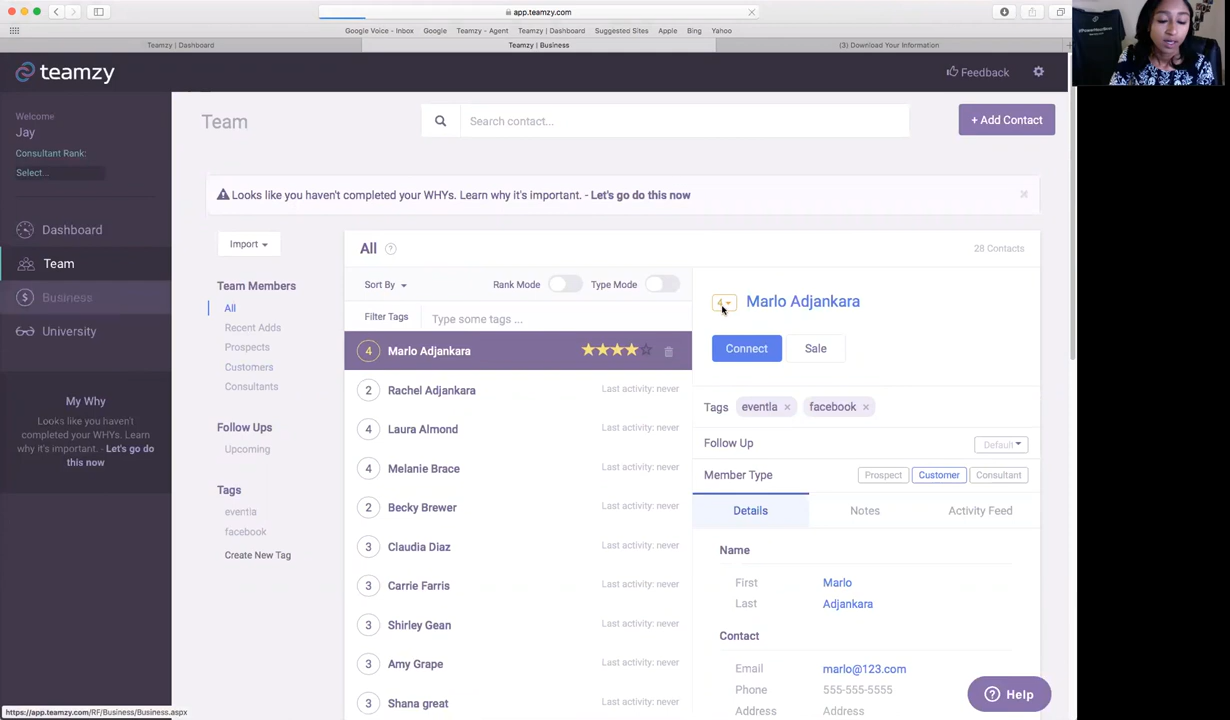 app.teamzy.com
Google Voice - Inbox Google Teamzy - Agent Teamzy | Dashboard Suggested Sites Apple Bing Yahoo
Teamzy | Dashboard Teamzy | Business (3) Download Your Information
teamzy Feedback
Welcome
Jay
Consultant Rank:
Select...
Dashboard
Team
Business
University
My Why
Looks like you haven't
completed your WHYs. Learn
why it's important. - Let's go do
this now
Team Search contact... + Add Contact
Looks like you haven't completed your WHYs. Learn why it's important. - Let's go do this now ×
Import
Team Members
All
Recent Adds
Prospects
Customers
Consultants
Follow Ups
Upcoming
Tags
eventla
facebook
Create New Tag
All ? 28 Contacts
Sort By Rank Mode Type Mode
Filter Tags Type some tags ...
4 Marlo Adjankara
2 Rachel Adjankara Last activity: never
4 Laura Almond Last activity: never
4 Melanie Brace Last activity: never
2 Becky Brewer Last activity: never
3 Claudia Diaz Last activity: never
3 Carrie Farris Last activity: never
3 Shirley Gean Last activity: never
3 Amy Grape Last activity: never
3 Shana great Last activity: never
4 Marlo Adjankara
Connect Sale
Tags eventla × facebook ×
Follow Up Default
Member Type Prospect Customer Consultant
Details Notes Activity Feed
Name
First Marlo
Last Adjankara
Contact
Email marlo@123.com
Phone 555-555-5555
Address Address
? Help
https://app.teamzy.com/RF/Business/Business.aspx